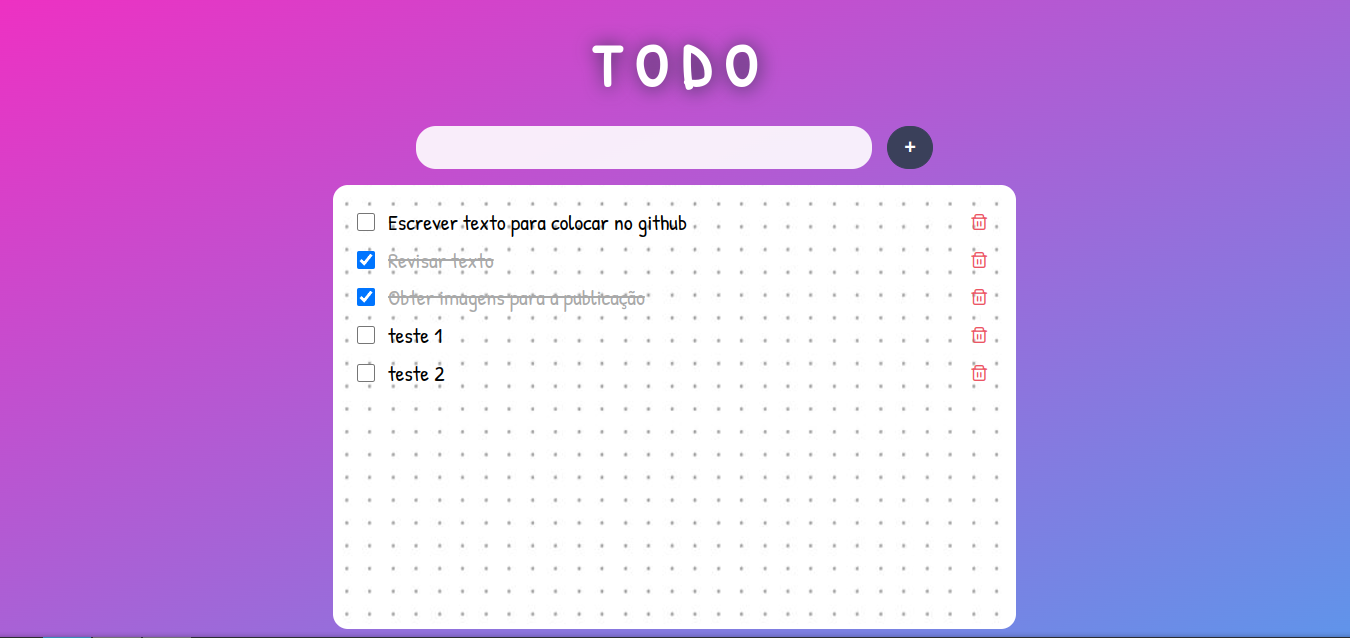 TODO
+
Escrever texto para colocar no github
Revisar texto
Obter imagens para a publicação
teste 1
teste 2